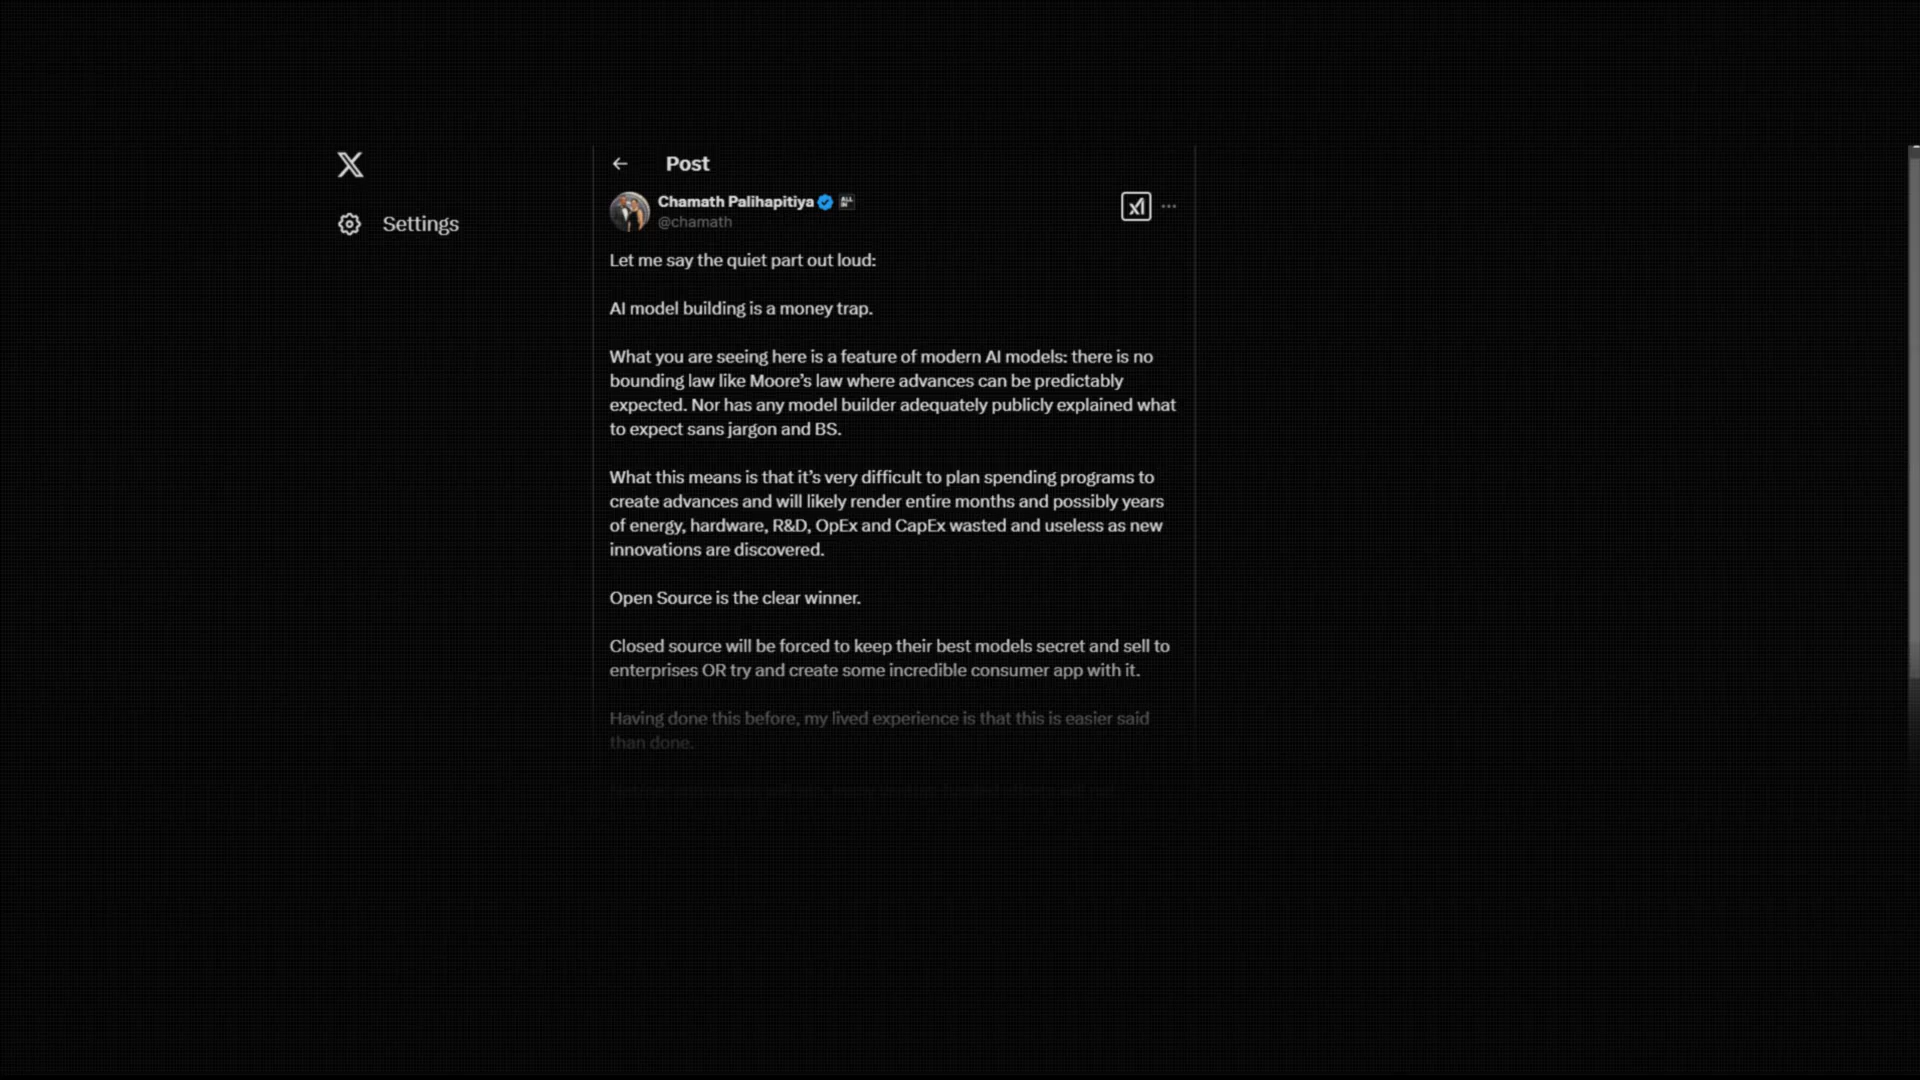 X
Post
Settings
Chamath Palihapitiya
@chamath
Let me say the quiet part out loud:
AI model building is a money trap.
What you are seeing here is a feature of modern AI models: there is no
bounding law like Moore’s law where advances can be predictably
expected. Nor has any model builder adequately publicly explained what
to expect sans jargon and BS.
What this means is that it’s very difficult to plan spending programs to
create advances and will likely render entire months and possibly years
of energy, hardware, R&D, OpEx and CapEx wasted and useless as new
innovations are discovered.
Open Source is the clear winner.
Closed source will be forced to keep their best models secret and sell to
enterprises OR try and create some incredible consumer app with it.
Having done this before, my lived experience is that this is easier said
than done.